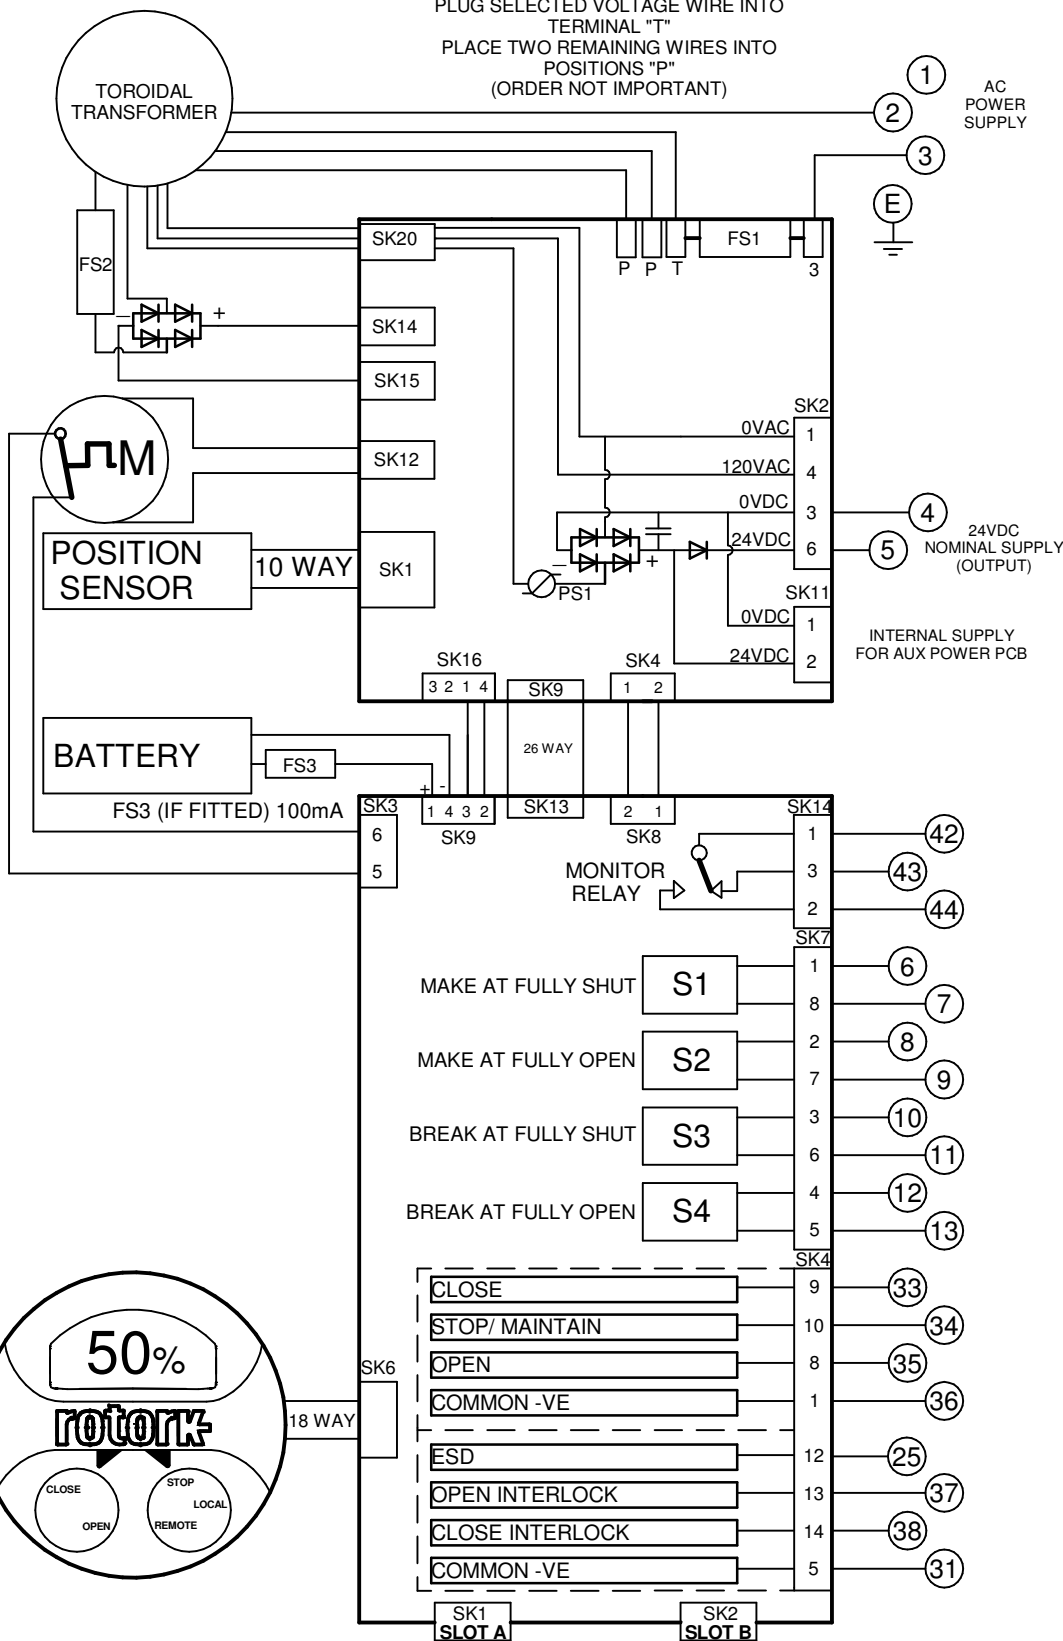 PLUG SELECTED VOLTAGE WIRE INTO
TERMINAL "T"
PLACE TWO REMAINING WIRES INTO
POSITIONS "P"
(ORDER NOT IMPORTANT)
TOROIDAL
TRANSFORMER
1
2
3
E
AC
POWER
SUPPLY
FS2
SK20
P P T
FS1
3
− +
SK14
SK15
M
SK12
SK2
0VAC 1
120VAC 4
0VDC 3
24VDC 6
4
5
24VDC
NOMINAL SUPPLY
(OUTPUT)
POSITION
SENSOR
10 WAY
SK1
− +
PS1
SK11
0VDC 1
24VDC 2
INTERNAL SUPPLY
FOR AUX POWER PCB
SK16
3 2 1 4
SK9
SK4
1 2
BATTERY
FS3
26 WAY
FS3 (IF FITTED) 100mA
+ -
SK3
6
5
1 4 3 2
SK9
SK13
2 1
SK8
SK14
MONITOR
RELAY
1 42
3 43
2 44
SK7
MAKE AT FULLY SHUT S1
1 6
8 7
MAKE AT FULLY OPEN S2
2 8
7 9
BREAK AT FULLY SHUT S3
3 10
6 11
BREAK AT FULLY OPEN S4
4 12
5 13
SK4
CLOSE 9 33
STOP/ MAINTAIN 10 34
OPEN 8 35
COMMON -VE 1 36
ESD 12 25
OPEN INTERLOCK 13 37
CLOSE INTERLOCK 14 38
COMMON -VE 5 31
50%
rotork
CLOSE
OPEN
STOP
LOCAL
REMOTE
18 WAY
SK6
SK1
SLOT A
SK2
SLOT B